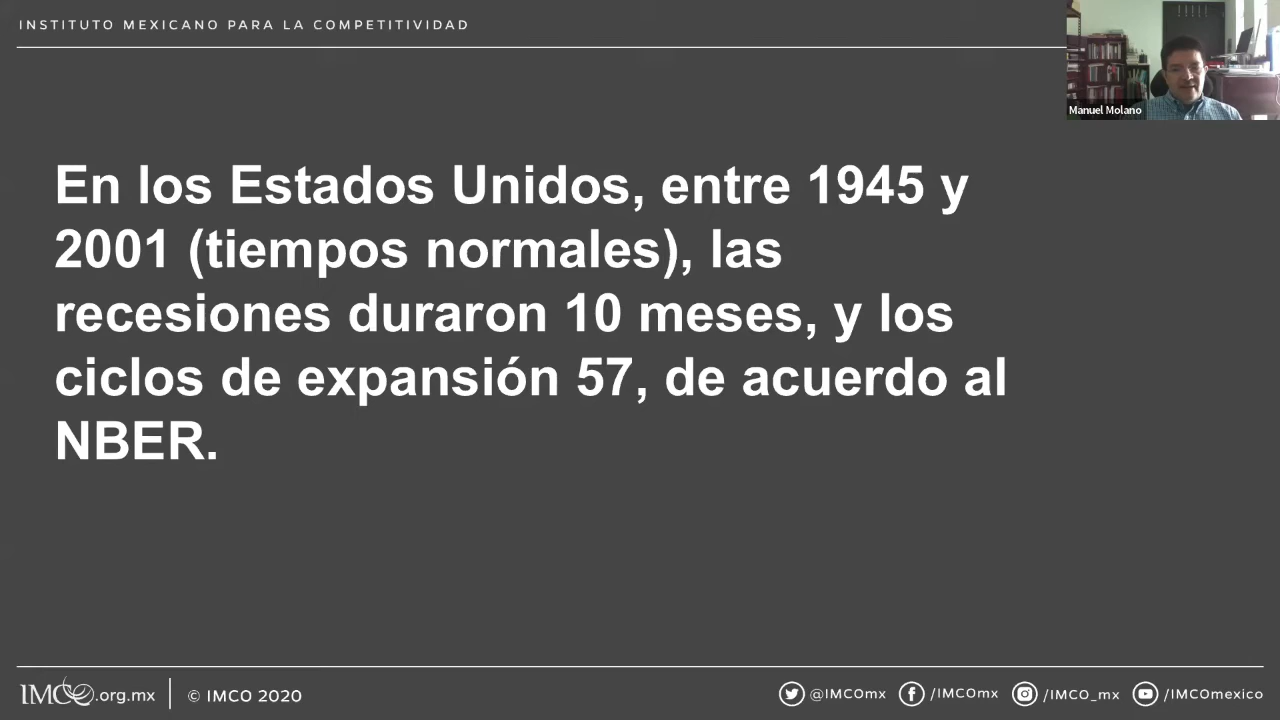 INSTITUTO MEXICANO PARA LA COMPETITIVIDAD
Manuel Molano
En los Estados Unidos, entre 1945 y
2001 (tiempos normales), las
recesiones duraron 10 meses, y los
ciclos de expansión 57, de acuerdo al
NBER.
IMCO.org.mx © IMCO 2020 @IMCOmx /IMCOmx /IMCO_mx /IMCOmexico